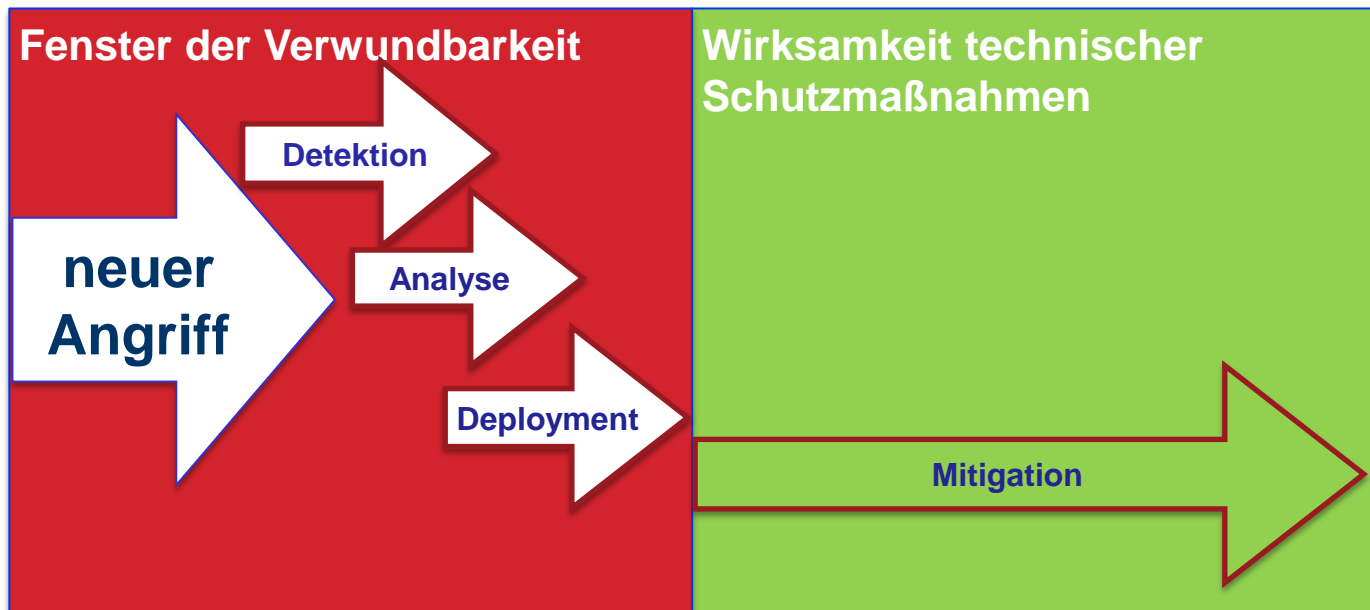 Fenster der Verwundbarkeit
Wirksamkeit technischer
Schutzmaßnahmen
Detektion
neuer
Angriff
Analyse
Deployment
Mitigation